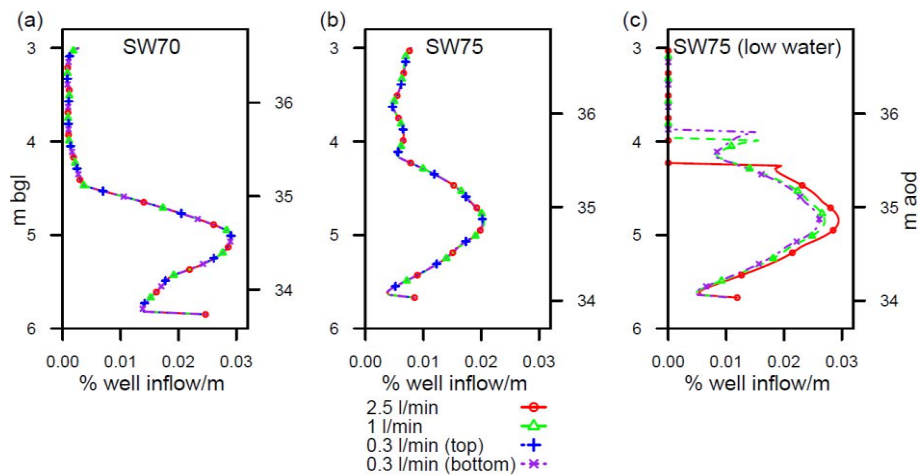 (a) (b) (c)
SW70 SW75 SW75 (low water)
3 3 3
36 36 36
4 4 4
m bgl m aod
35 35 35
5 5 5
34 34 34
6 6 6
0.00 0.01 0.02 0.03 0.00 0.01 0.02 0.03 0.00 0.01 0.02 0.03
% well inflow/m % well inflow/m % well inflow/m
2.5 l/min
1 l/min
0.3 l/min (top)
0.3 l/min (bottom)